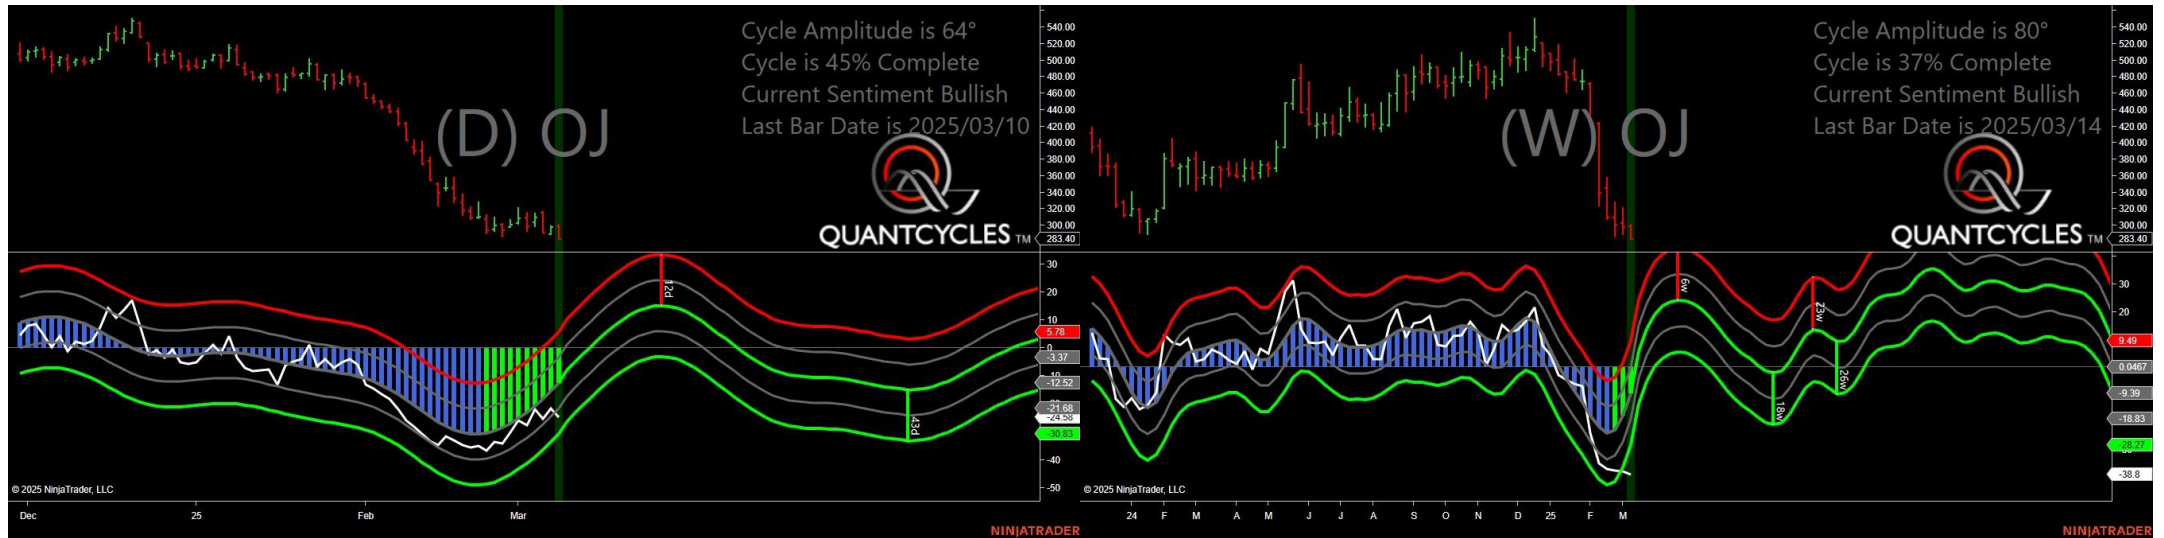 Cycle Amplitude is 64°
Cycle is 45% Complete
Current Sentiment Bullish
Last Bar Date is 2025/03/10
(D) OJ
QUANTCYCLES TM
540.00
520.00
500.00
480.00
460.00
440.00
420.00
400.00
380.00
360.00
340.00
320.00
300.00
283.40
30
20
10
5.78
0
-3.37
-12.52
-21.68
-24.58
-30.83
-40
-50
12d
43d
© 2025 NinjaTrader, LLC
Dec
25
Feb
Mar
NINJATRADER
Cycle Amplitude is 80°
Cycle is 37% Complete
Current Sentiment Bullish
Last Bar Date is 2025/03/14
(W) OJ
QUANTCYCLES TM
540.00
520.00
500.00
480.00
460.00
440.00
420.00
400.00
380.00
360.00
340.00
320.00
300.00
283.40
30
20
9.49
0.0467
-9.39
-18.83
-28.27
-38.8
6w
18w
23w
26w
© 2025 NinjaTrader, LLC
24 F M A M J J A S O N D 25 F M
NINJATRADER